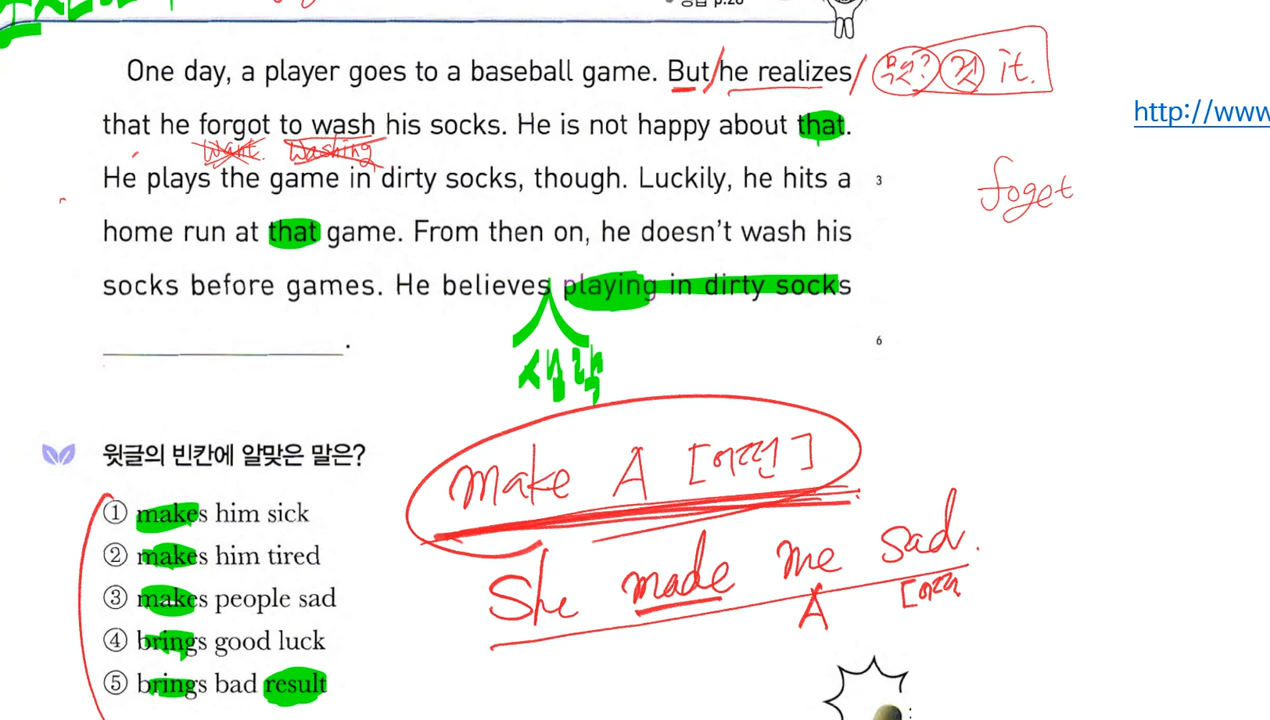 정답 p.28
One day, a player goes to a baseball game. But/he realizes/ 무엇? 것 it.
that he forgot to wash his socks. He is not happy about that.
want washing
He plays the game in dirty socks, though. Luckily, he hits a 3
foget
home run at that game. From then on, he doesn't wash his
socks before games. He believes playing in dirty socks
.
6
생략
http://www
윗글의 빈칸에 알맞은 말은?
make A [어떤]
① makes him sick
② makes him tired
③ makes people sad
④ brings good luck
⑤ brings bad result
She made me sad.
A [어떤